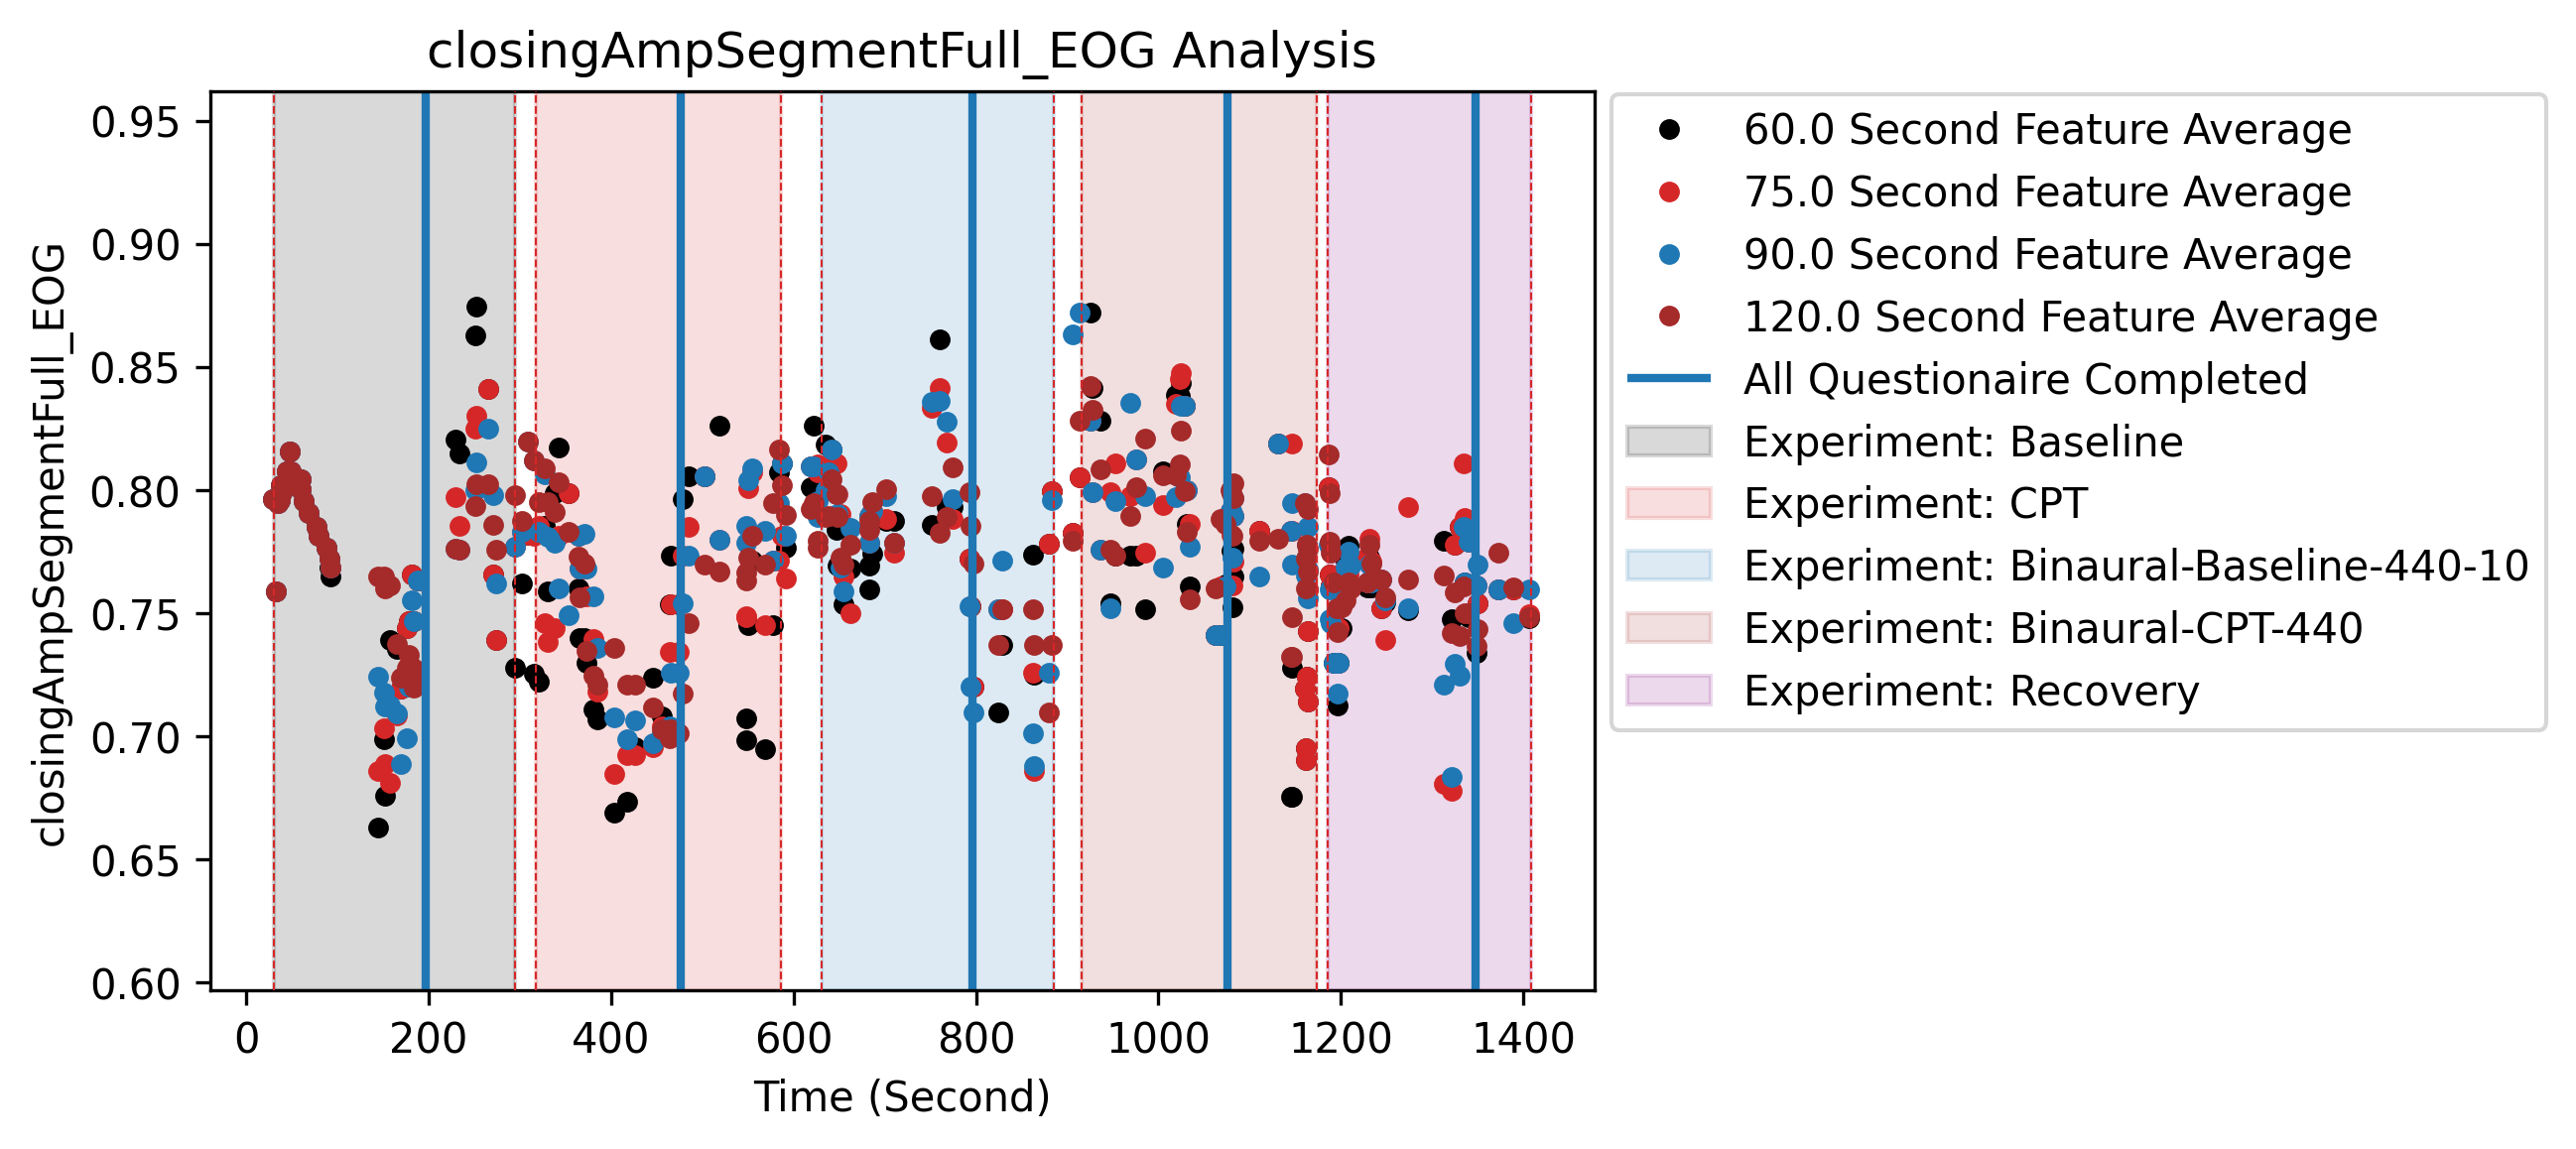 closingAmpSegmentFull_EOG Analysis
closingAmpSegmentFull_EOG
0.95
0.90
0.85
0.80
0.75
0.70
0.65
0.60
0 200 400 600 800 1000 1200 1400
Time (Second)
60.0 Second Feature Average
75.0 Second Feature Average
90.0 Second Feature Average
120.0 Second Feature Average
All Questionaire Completed
Experiment: Baseline
Experiment: CPT
Experiment: Binaural-Baseline-440-10
Experiment: Binaural-CPT-440
Experiment: Recovery